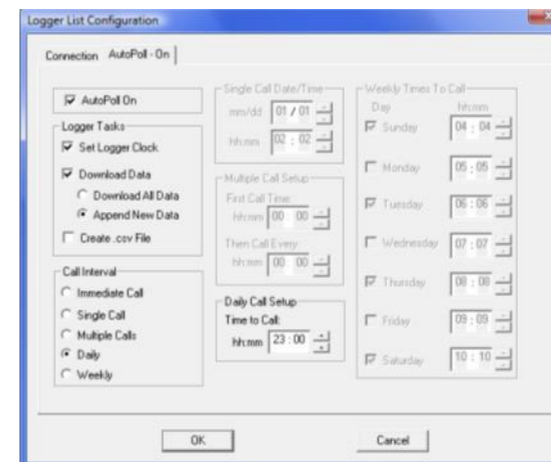 Logger List Configuration
Connection AutoPoll - On
AutoPoll On
Logger Tasks
Set Logger Clock
Download Data
Download All Data
Append New Data
Create .csv File
Call Interval
Immediate Call
Single Call
Multiple Calls
Daily
Weekly
Single Call Date/Time
mm/dd 01 / 01
hh:mm 02 : 02
Multiple Call Setup
First Call Time:
hh:mm 00 00
Then Call Every:
hh:mm 00 00
Daily Call Setup
Time to Call:
hh:mm 23 : 00
Weekly Times To Call
Day hh:mm
Sunday 04 : 04
Monday 05 : 05
Tuesday 06 : 06
Wednesday 07 : 07
Thursday 08 : 08
Friday 09 : 09
Saturday 10 : 10
OK Cancel